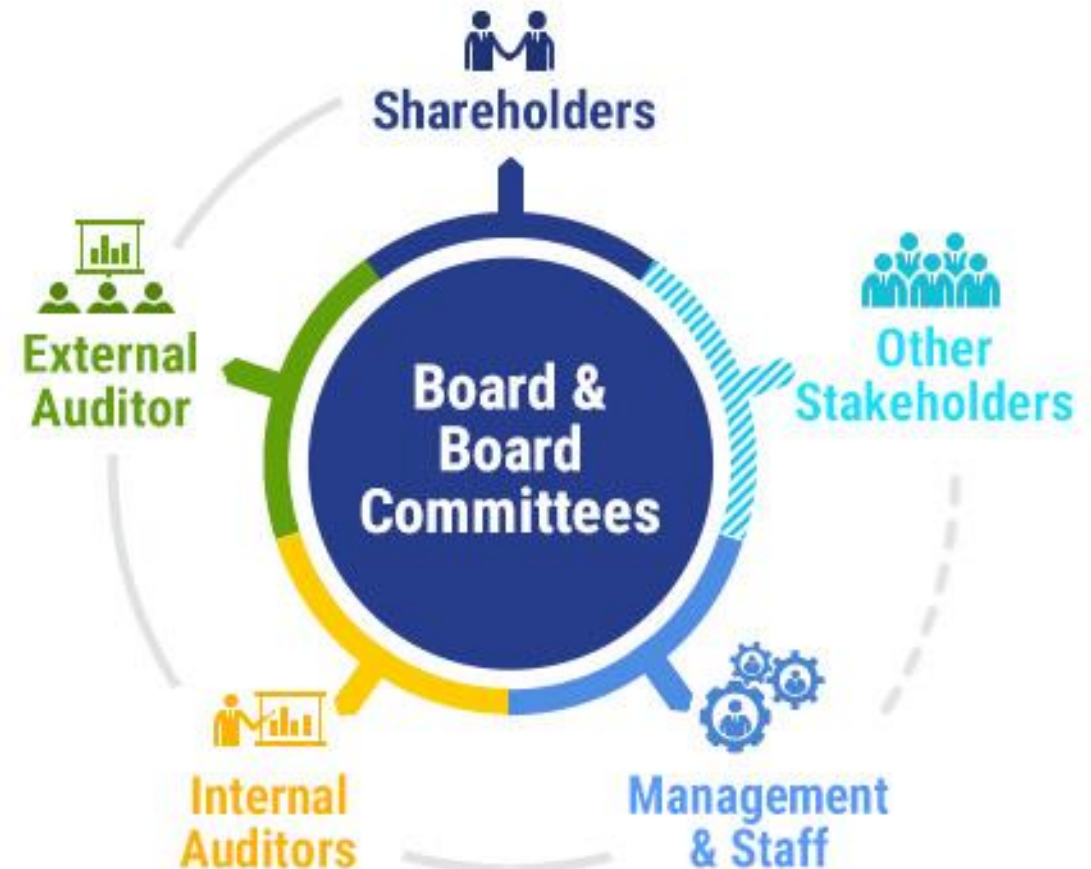 Shareholders
External
Auditor
Other
Stakeholders
Board &
Board
Committees
Internal
Auditors
Management
& Staff